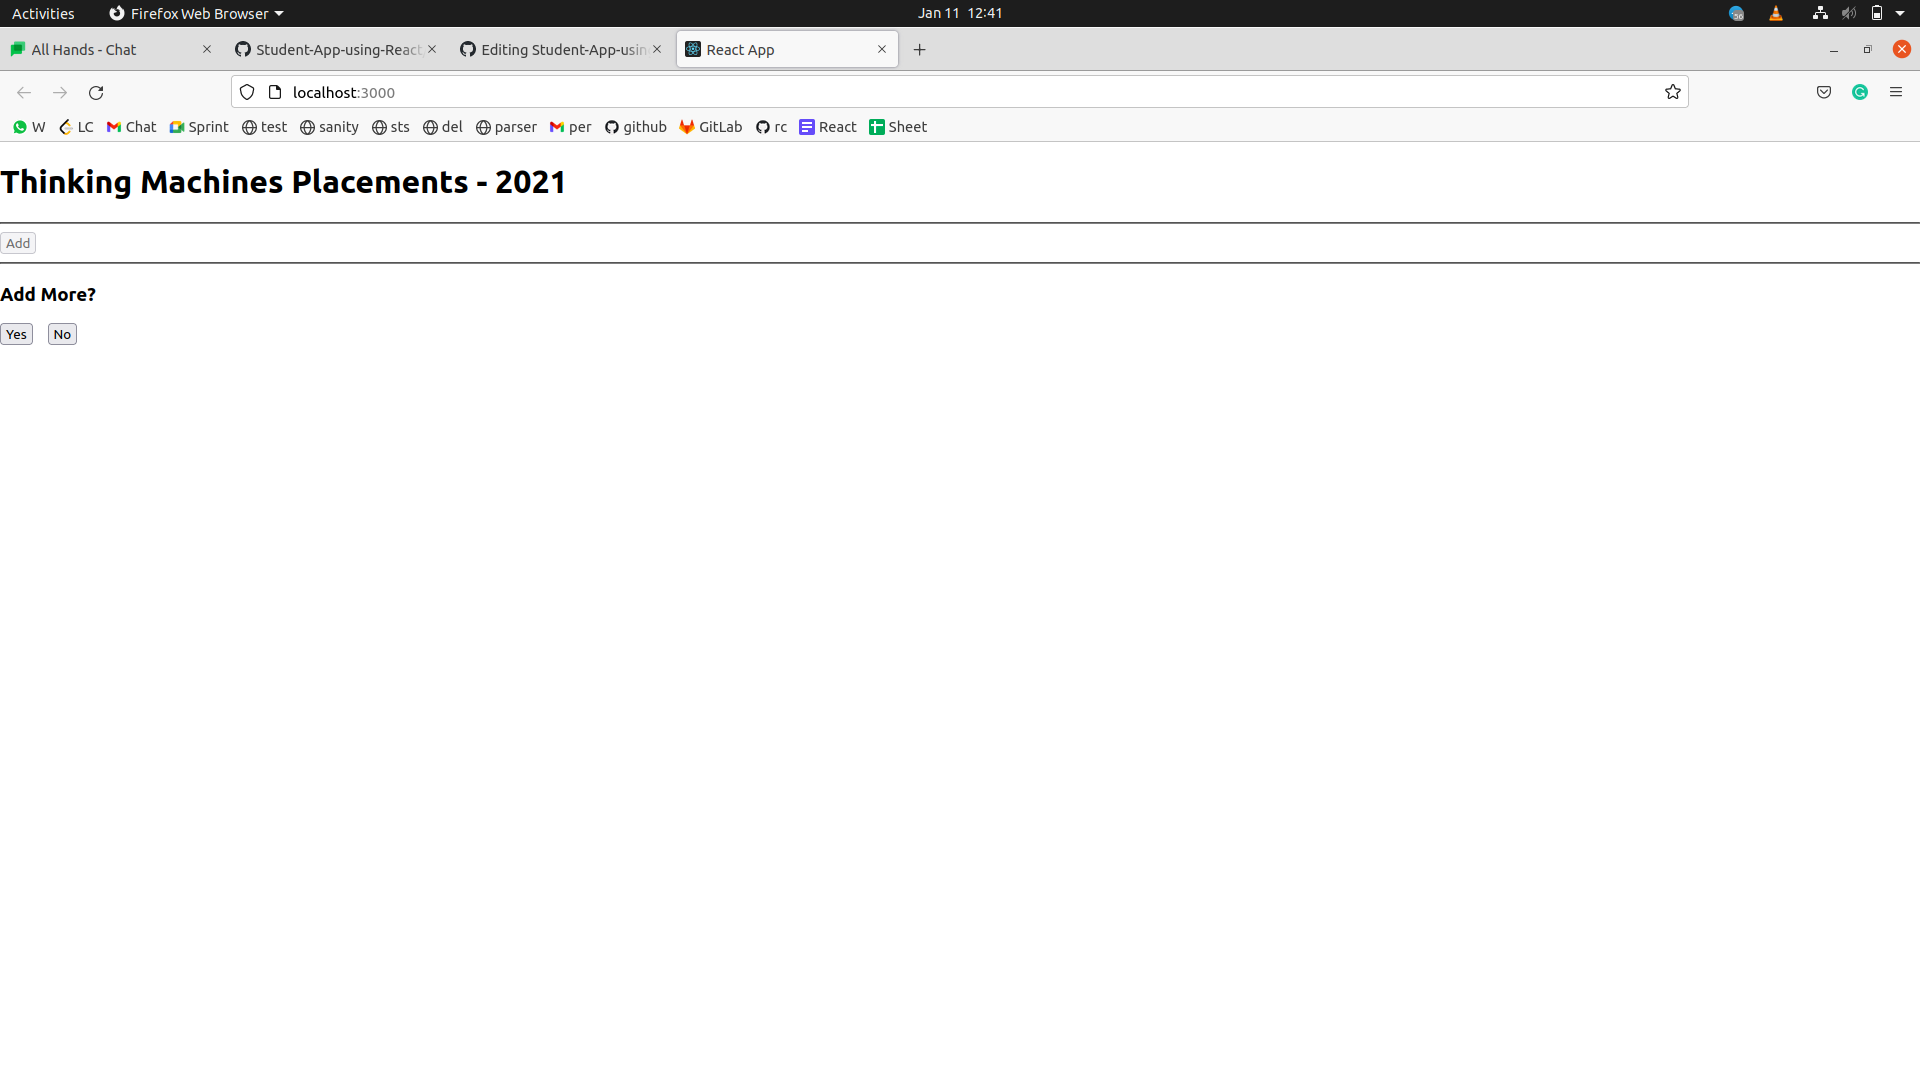 Activities Firefox Web Browser Jan 11 12:41
All Hands - Chat Student-App-using-React Editing Student-App-usin React App
localhost:3000
W LC Chat Sprint test sanity sts del parser per github GitLab rc React Sheet
Thinking Machines Placements - 2021
Add
Add More?
Yes No